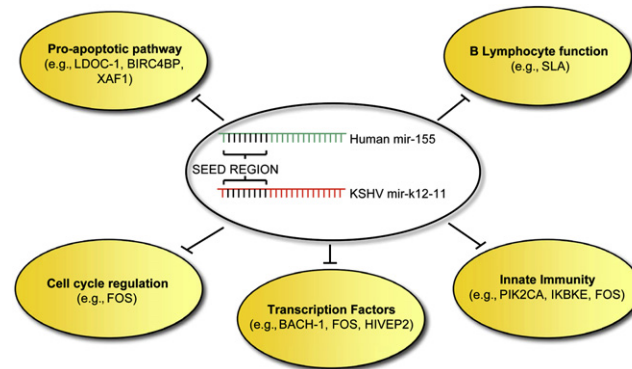 Pro-apoptotic pathway
(e.g., LDOC-1, BIRC4BP,
XAF1)
B Lymphocyte function
(e.g., SLA)
Human mir-155
SEED REGION
KSHV mir-k12-11
Cell cycle regulation
(e.g., FOS)
Transcription Factors
(e.g., BACH-1, FOS, HIVEP2)
Innate Immunity
(e.g., PIK2CA, IKBKE, FOS)